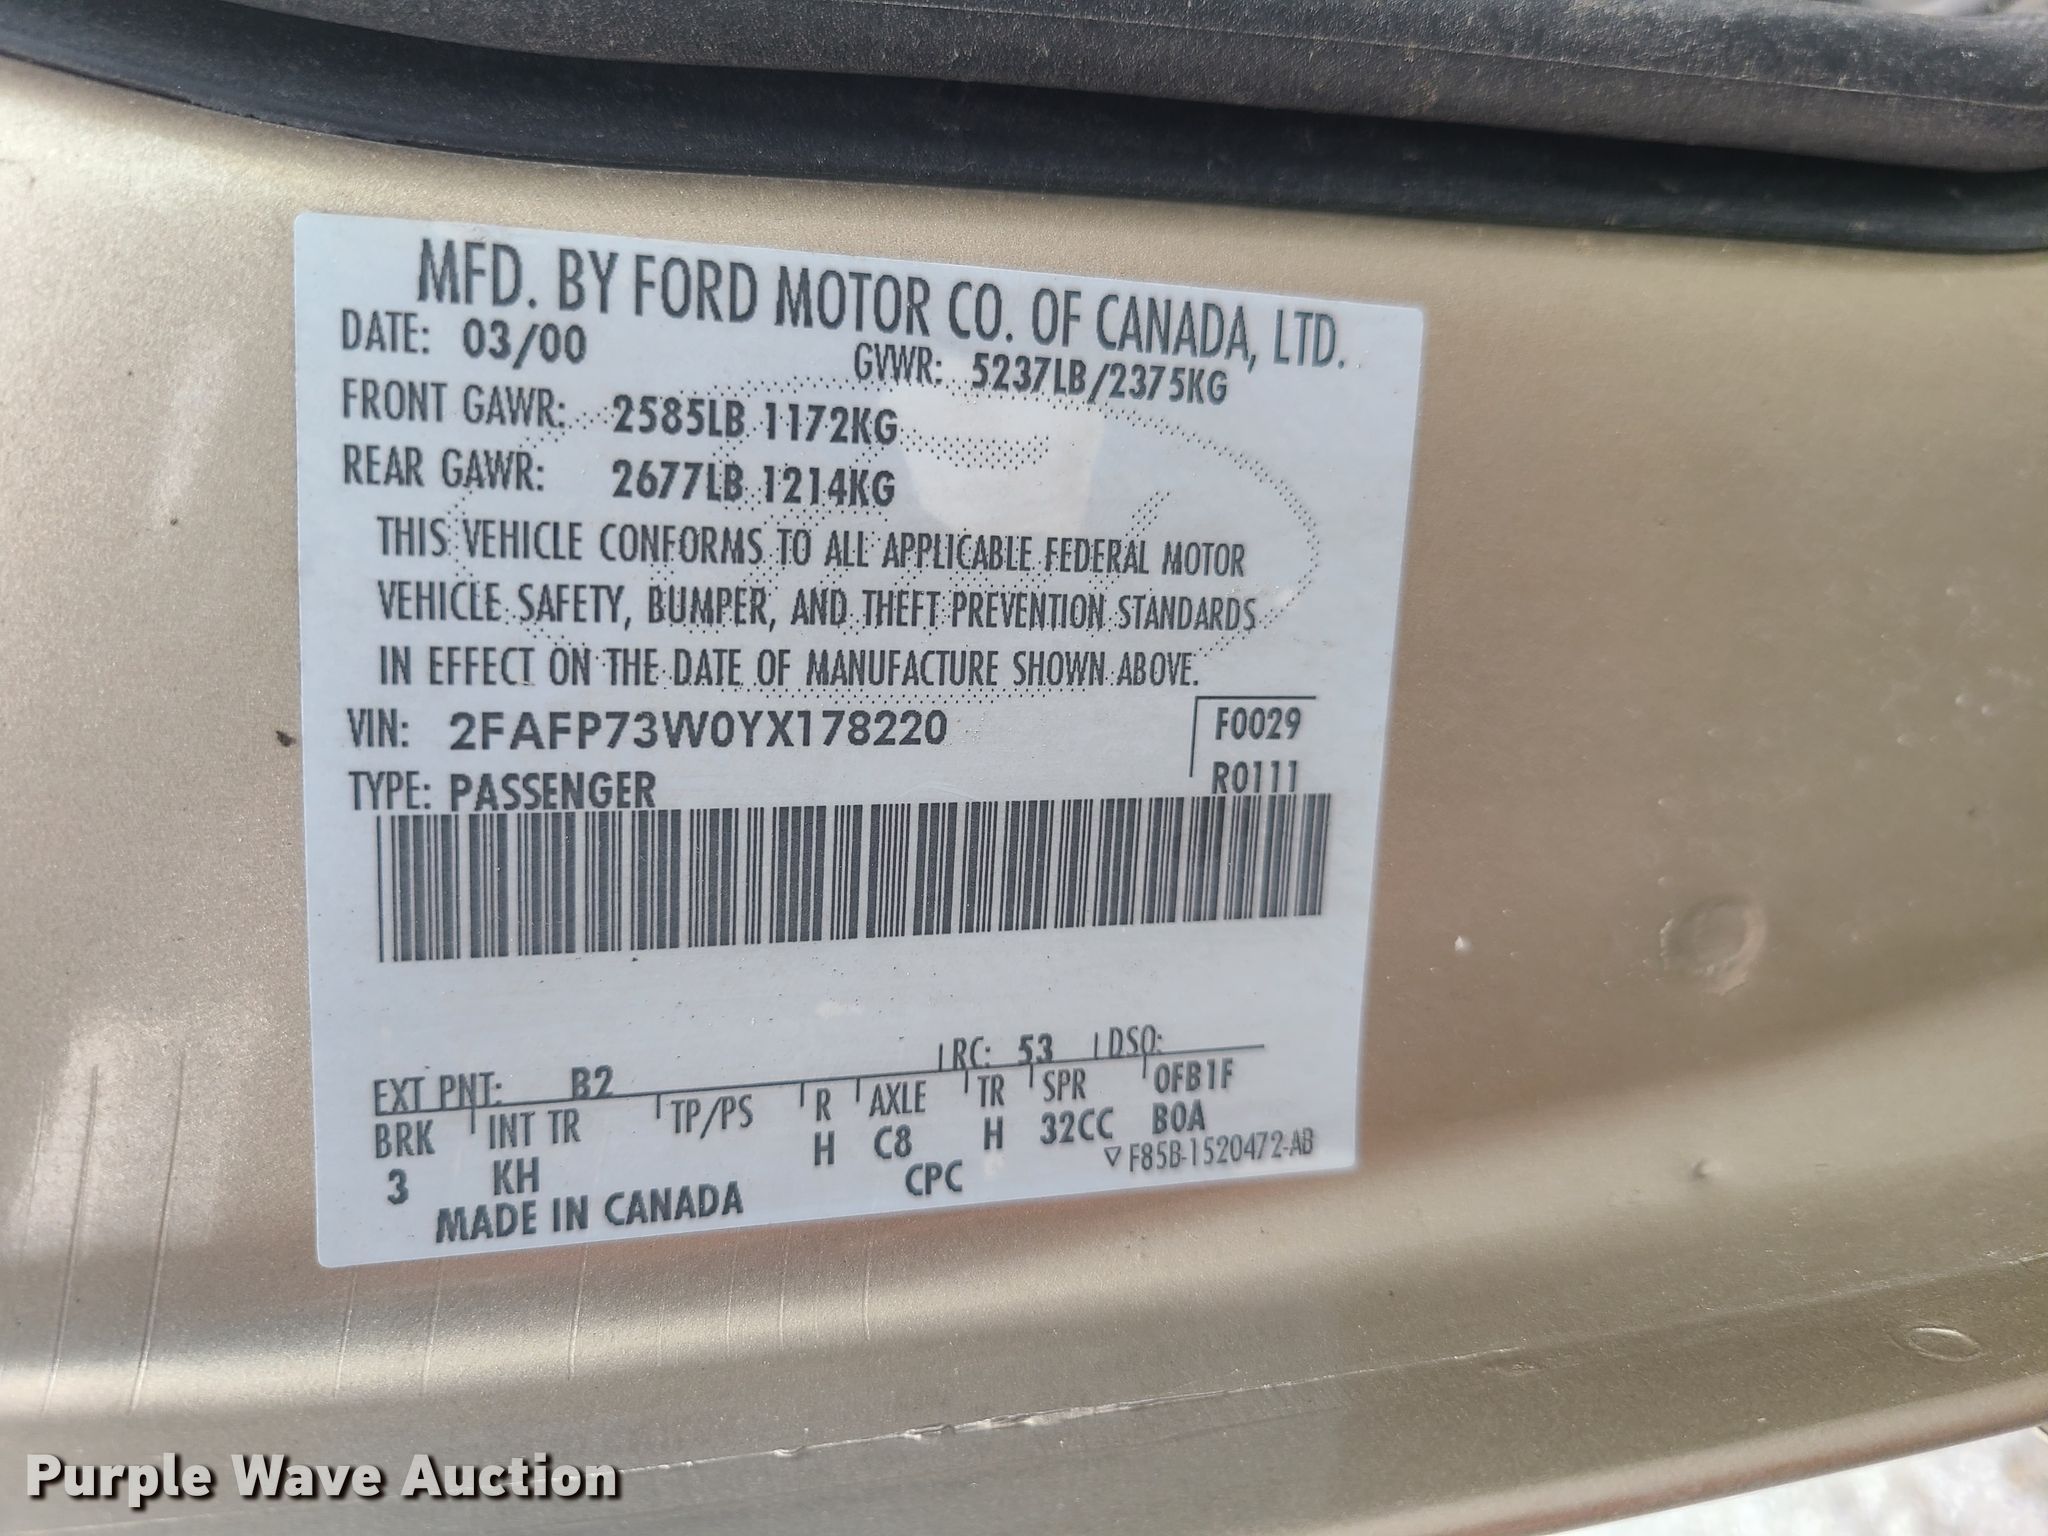 MFD. BY FORD MOTOR CO. OF CANADA, LTD.
DATE: 03/00
GVWR: 5237LB/2375KG
FRONT GAWR: 2585LB 1172KG
REAR GAWR: 2677LB 1214KG
THIS VEHICLE CONFORMS TO ALL APPLICABLE FEDERAL MOTOR
VEHICLE SAFETY, BUMPER, AND THEFT PREVENTION STANDARDS
IN EFFECT ON THE DATE OF MANUFACTURE SHOWN ABOVE.
VIN: 2FAFP73W0YX178220
F0029
TYPE: PASSENGER
R0111
EXT PNT: B2 RC: 53 DSO:
BRK INT TR TP/PS R AXLE TR SPR 0FB1F
3 KH H C8 H 32CC B0A
MADE IN CANADA CPC ▽ F85B-1520472-AB
Purple Wave Auction